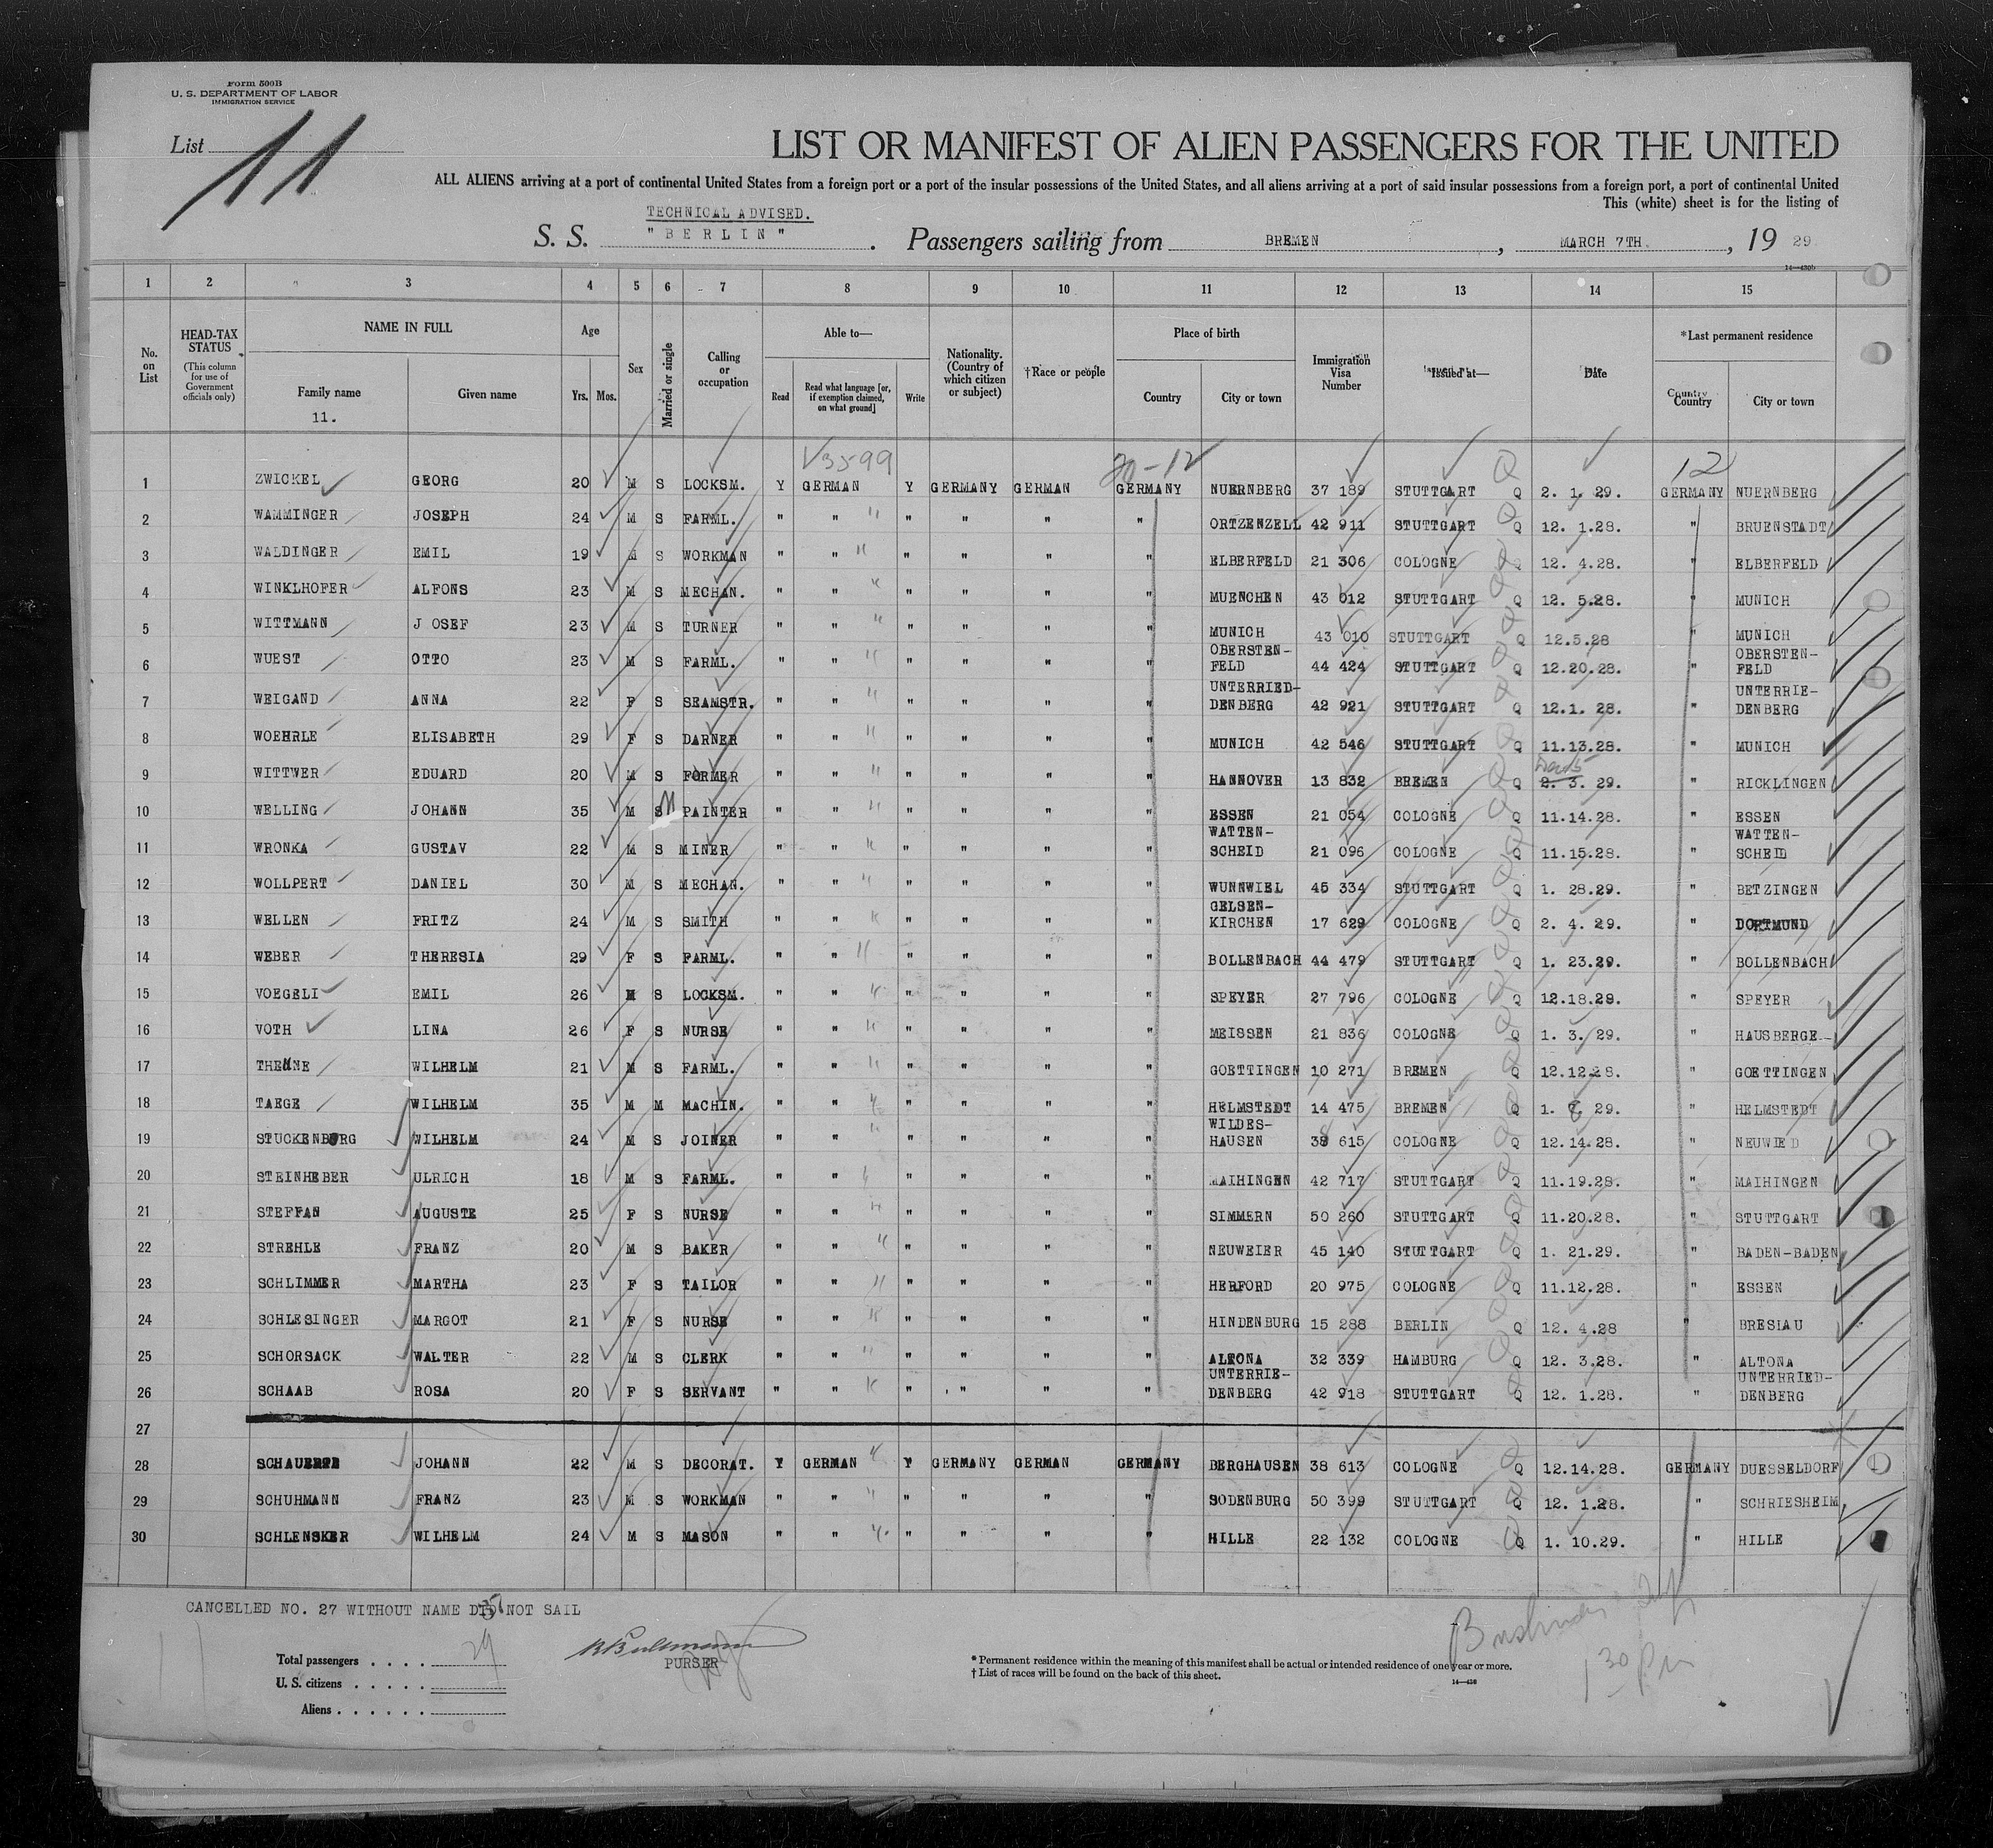 Form 500B
U. S. DEPARTMENT OF LABOR
IMMIGRATION SERVICE
List 11
LIST OR MANIFEST OF ALIEN PASSENGERS FOR THE UNITED
ALL ALIENS arriving at a port of continental United States from a foreign port or a port of the insular possessions of the United States, and all aliens arriving at a port of said insular possessions from a foreign port, a port of continental United
This (white) sheet is for the listing of
TECHNICAL ADVISED.
S. S. "BERLIN". Passengers sailing from BREMEN, MARCH 7TH., 1929
14—430b
1 2 3 4 5 6 7 8 9 10 11 12 13 14 15
No. on List
HEAD-TAX STATUS (This column for use of Government officials only)
NAME IN FULL
Family name Given name
11.
Age
Yrs. Mos.
Sex
Married or single
Calling or occupation
Able to—
Read Read what language [or, if exemption claimed, on what ground] Write
Nationality. (Country of which citizen or subject)
†Race or people
Place of birth
Country City or town
Immigration Visa Number
Issued at—
Date
*Last permanent residence
Country City or town
√3599 20-12 12
1 ZWICKEL GEORG 20 M S LOCKSM. Y GERMAN Y GERMANY GERMAN GERMANY NUERNBERG 37 189 STUTTGART Q 2. 1. 29. GERMANY NUERNBERG
2 WAMMINGER JOSEPH 24 M S FARML. " " " " " " ORTZENZELL 42 911 STUTTGART Q 12. 1.28. " BRUENSTADT
3 WALDINGER EMIL 19 M S WORKMAN " " " " " " ELBERFELD 21 306 COLOGNE Q 12. 4.28. " ELBERFELD
4 WINKLHOFER ALFONS 23 M S MECHAN. " " " " " " MUENCHEN 43 012 STUTTGART Q 12. 5.28. " MUNICH
5 WITTMANN J OSEF 23 M S TURNER " " " " " " MUNICH 43 010 STUTTGART Q 12.5.28 " MUNICH
6 WUEST OTTO 23 M S FARML. " " " " " " OBERSTEN-FELD 44 424 STUTTGART Q 12.20.28. " OBERSTEN-FELD
7 WEIGAND ANNA 22 F S SEAMSTR. " " " " " " UNTERRIED-DENBERG 42 921 STUTTGART Q 12.1. 28. " UNTERRIE-DENBERG
8 WOEHRLE ELISABETH 29 F S DARNER " " " " " " MUNICH 42 546 STUTTGART Q 11.13.28. " MUNICH
9 WITTWER EDUARD 20 M S FORMER " " " " " " HANNOVER 13 832 BREMEN Q 2. 3. 29. " RICKLINGEN
10 WELLING JOHANN 35 M S M PAINTER " " " " " " ESSEN 21 054 COLOGNE Q 11.14.28. " ESSEN
11 WRONKA GUSTAV 22 M S MINER " " " " " " WATTEN-SCHEID 21 096 COLOGNE Q 11.15.28. " WATTEN-SCHEID
12 WOLLPERT DANIEL 30 M S MECHAN. " " " " " " WUNNWIEL 45 334 STUTTGART Q 1. 28.29. " BETZINGEN
13 WELLEN FRITZ 24 M S SMITH " " " " " " GELSEN-KIRCHEN 17 629 COLOGNE Q 2. 4. 29. " DORTMUND
14 WEBER THERESIA 29 F S FARML. " " " " " " BOLLENBACH 44 479 STUTTGART Q 1. 23.29. " BOLLENBACH
15 VOEGELI EMIL 26 M S LOCKSM. " " " " " " SPEYER 27 796 COLOGNE Q 12.18.29. " SPEYER
16 VOTH LINA 26 F S NURSE " " " " " " MEISSEN 21 836 COLOGNE Q 1. 3. 29. " HAUSBERGE
17 WILHELM 21 M S FARML. " " " " " " GOETTINGEN 10 271 BREMEN Q 12.12.28. " GOETTINGEN
18 TAEGE WILHELM 35 M M MACHIN. " " " " " " HELMSTEDT 14 475 BREMEN Q 1. 29. " HELMSTEDT
19 STUCKENBORG WILHELM 24 M S JOINER " " " " " " WILDES-HAUSEN 38 615 COLOGNE Q 12.14.28. " NEUWIED
20 STEINHEBER ULRICH 18 M S FARML. " " " " " " MAIHINGEN 42 717 STUTTGART Q 11.19.28. " MAIHINGEN
21 STEFFAN AUGUSTE 25 F S NURSE " " " " " " SIMMERN 50 260 STUTTGART Q 11.20.28. " STUTTGART
22 STREHLE FRANZ 20 M S BAKER " " " " " " NEUWEIER 45 140 STUTTGART Q 1. 21.29. " BADEN-BADEN
23 SCHLIMMER MARTHA 23 F S TAILOR " " " " " " HERFORD 20 975 COLOGNE Q 11.12.28. " ESSEN
24 SCHLESINGER MARGOT 21 F S NURSE " " " " " " HINDENBURG 15 288 BERLIN Q 12. 4.28 " BRESLAU
25 SCHORSACK WALTER 22 M S CLERK " " " " " " ALTONA 32 339 HAMBURG Q 12. 3.28. " ALTONA
26 SCHAAB ROSA 20 F S SERVANT " " " " " " UNTERRIE-DENBERG 42 918 STUTTGART Q 12. 1.28. " UNTERRIED-DENBERG
27
28 JOHANN 22 M S DECORAT. Y GERMAN Y GERMANY GERMAN GERMANY BERGHAUSEN 38 613 COLOGNE Q 12.14.28. GERMANY DUESSELDORF
29 SCHUHMANN FRANZ 23 M S WORKMAN " " " " " " SODENBURG 50 399 STUTTGART Q 12. 1.28. " SCHRIESHEIM
30 SCHLENSKER WILHELM 24 M S MASON " " " " " " HILLE 22 132 COLOGNE Q 1. 10.29. " HILLE
CANCELLED NO. 27 WITHOUT NAME DID NOT SAIL
Total passengers . . . . 29
PURSER
U. S. citizens . . . . .
Aliens . . . . . .
* Permanent residence within the meaning of this manifest shall be actual or intended residence of one year or more.
† List of races will be found on the back of this sheet.
14—430
1 30 Pm